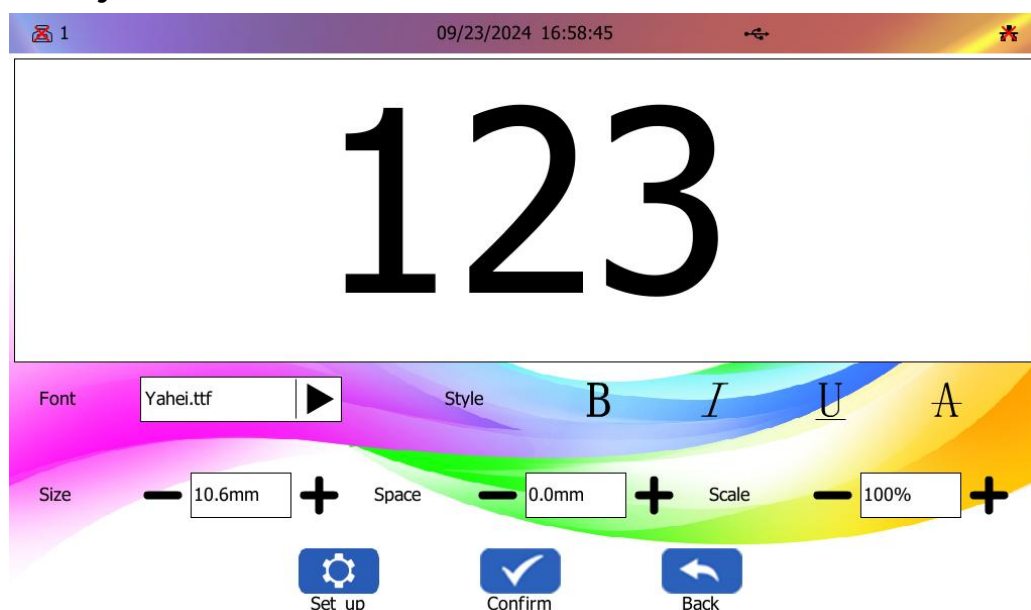 1 09/23/2024 16:58:45
123
Font Yahei.ttf Style B I U A
Size 10.6mm Space 0.0mm Scale 100%
Set up Confirm Back